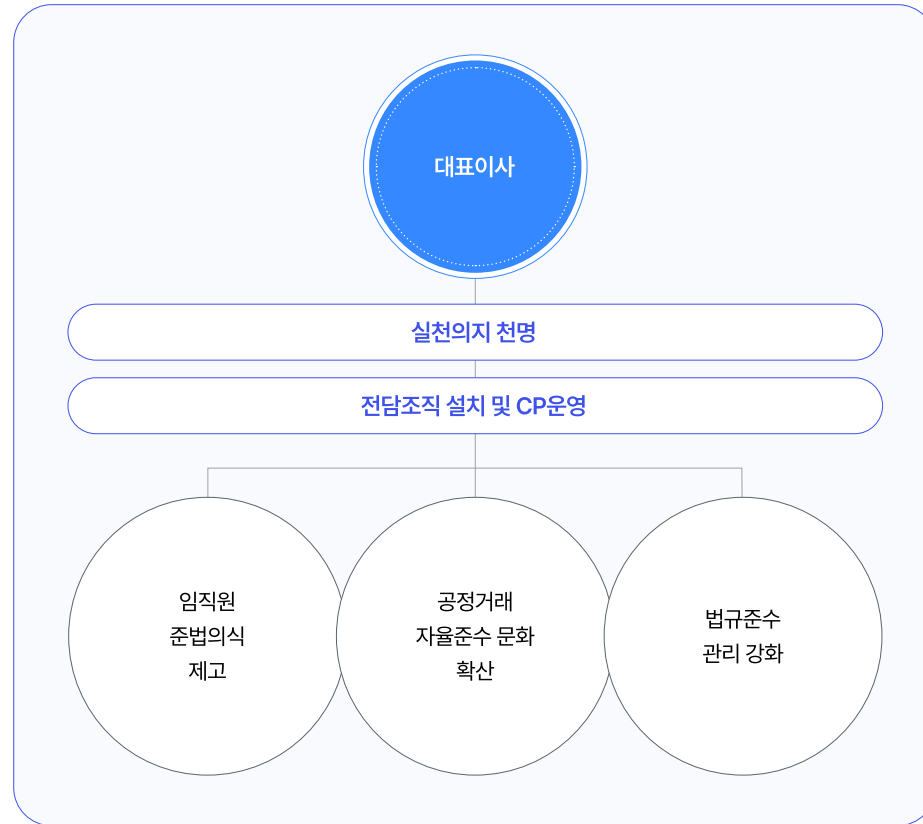 대표이사
실천의지 천명
전담조직 설치 및 CP운영
임직원
준법의식
제고
공정거래
자율준수 문화
확산
법규준수
관리 강화